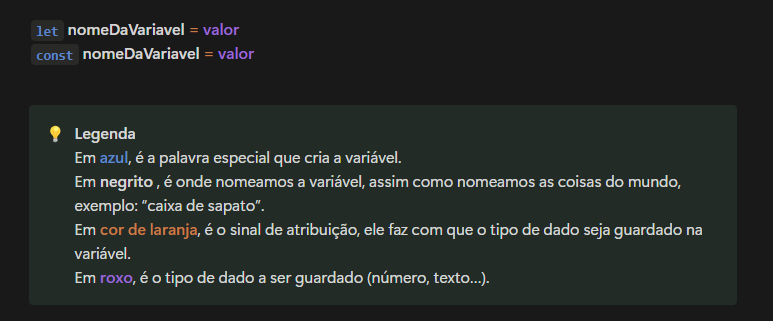 let nomeDaVariavel = valor
const nomeDaVariavel = valor
Legenda
Em azul, é a palavra especial que cria a variável.
Em negrito , é onde nomeamos a variável, assim como nomeamos as coisas do mundo,
exemplo: “caixa de sapato”.
Em cor de laranja, é o sinal de atribuição, ele faz com que o tipo de dado seja guardado na
variável.
Em roxo, é o tipo de dado a ser guardado (número, texto...).